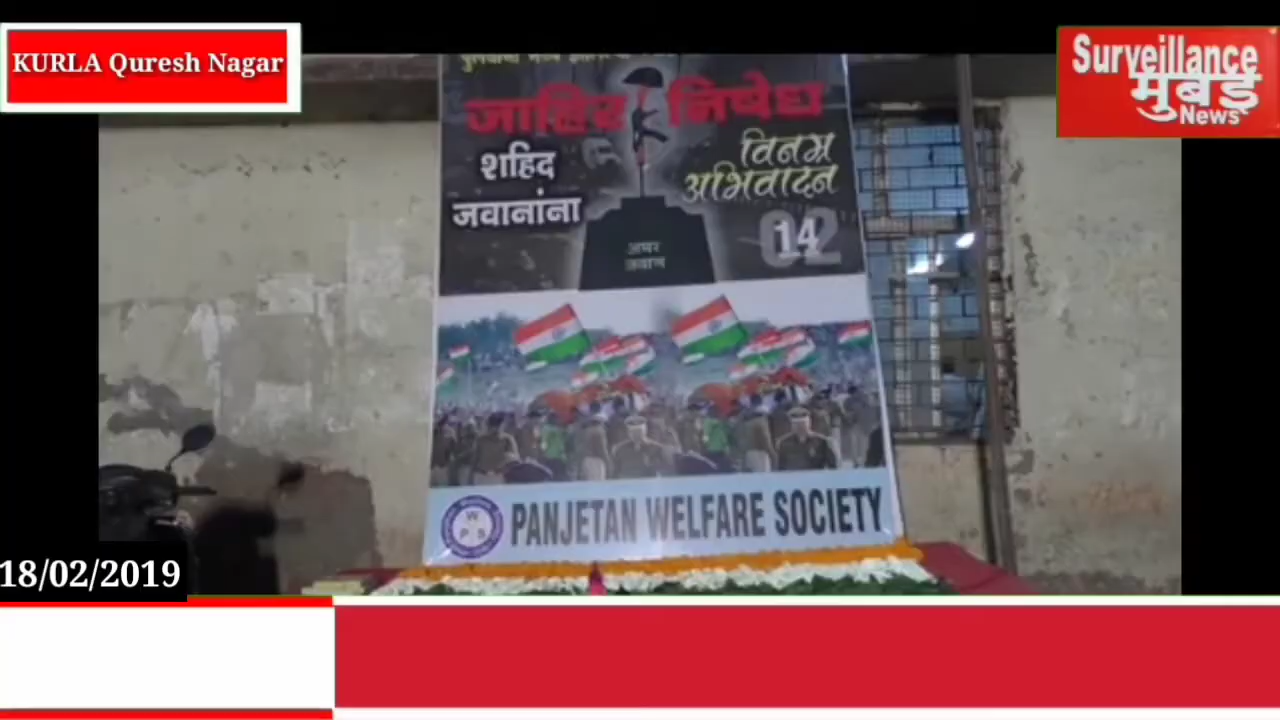 KURLA Quresh Nagar
Surveillance
मुंबई
News
जाहिर निषेध
शहिद
जवानांना
विनम्र
अभिवादन
02
14
अमर
जवान
PANJETAN WELFARE SOCIETY
W
P S
18/02/2019